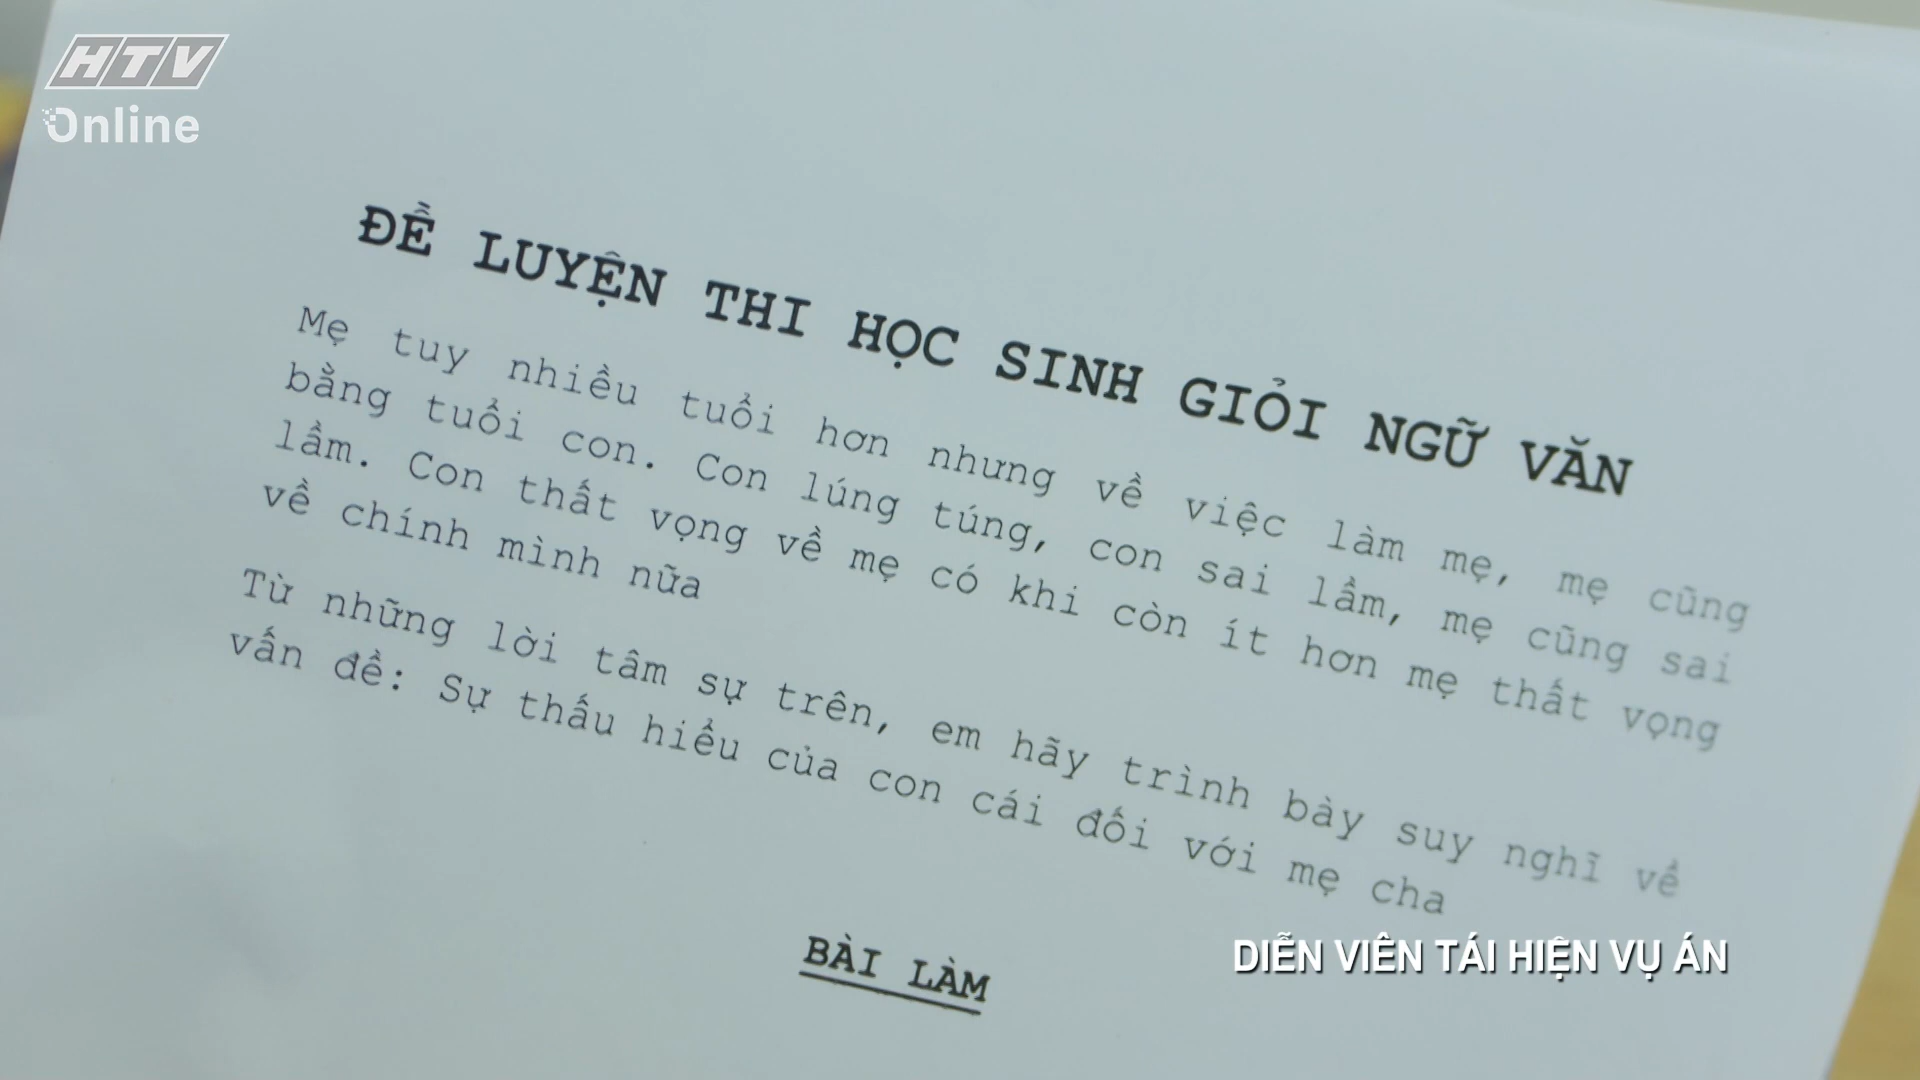 HTV
Online
ĐỀ LUYỆN THI HỌC SINH GIỎI NGỮ VĂN
Mẹ tuy nhiều tuổi hơn nhưng về việc làm mẹ, mẹ cũng
bằng tuổi con. Con lúng túng, con sai lầm, mẹ cũng sai
lầm. Con thất vọng về mẹ có khi còn ít hơn mẹ thất vọng
về chính mình nữa
Từ những lời tâm sự trên, em hãy trình bày suy nghĩ về
vấn đề: Sự thấu hiểu của con cái đối với mẹ cha
BÀI LÀM
DIỄN VIÊN TÁI HIỆN VỤ ÁN